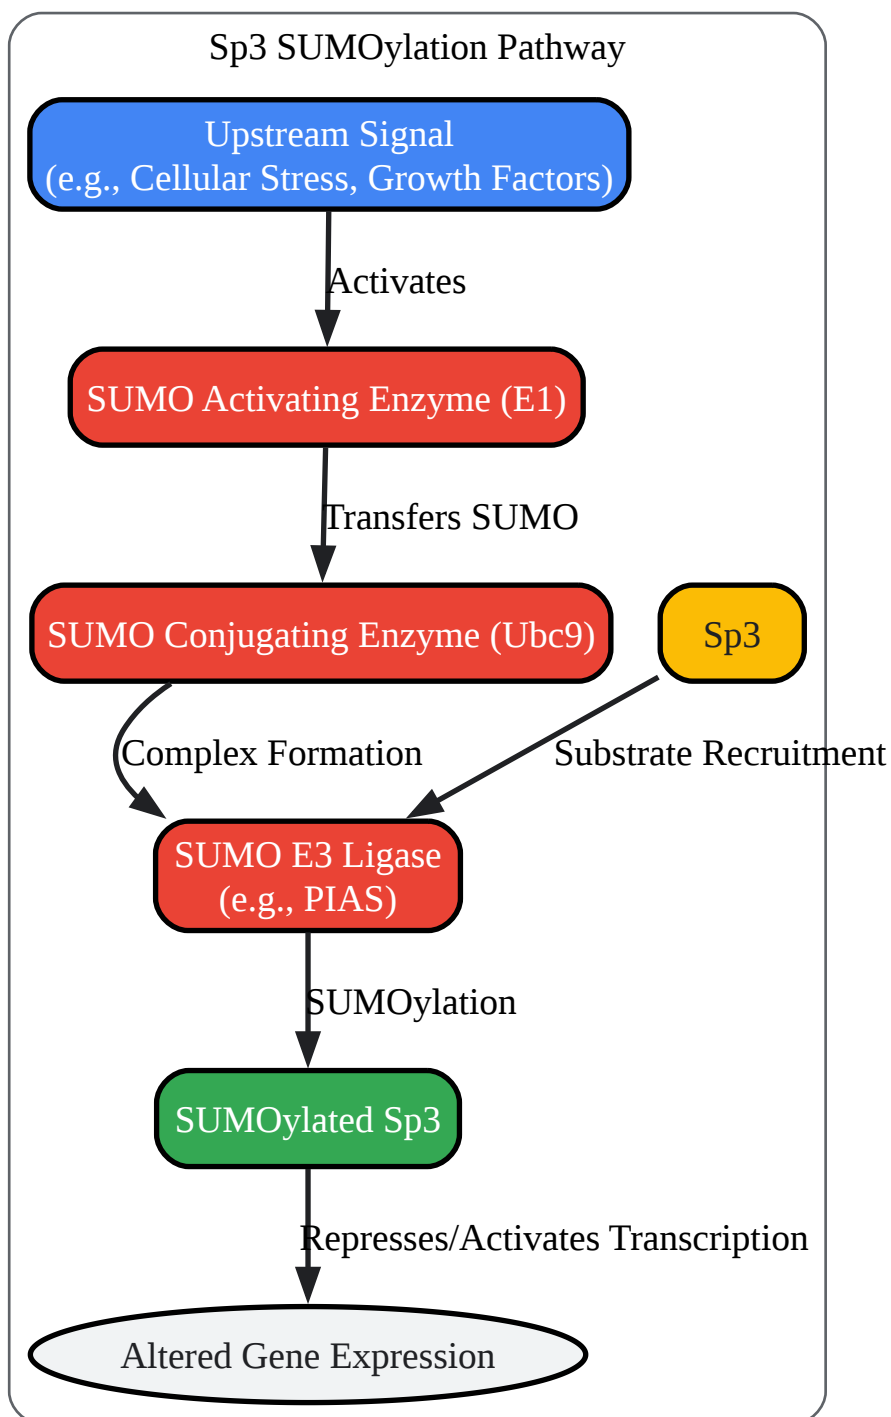 Sp3 SUMOylation Pathway
Upstream Signal
(e.g., Cellular Stress, Growth Factors)
Activates
SUMO Activating Enzyme (E1)
Transfers SUMO
SUMO Conjugating Enzyme (Ubc9)
Sp3
Complex Formation
Substrate Recruitment
SUMO E3 Ligase
(e.g., PIAS)
SUMOylation
SUMOylated Sp3
Represses/Activates Transcription
Altered Gene Expression